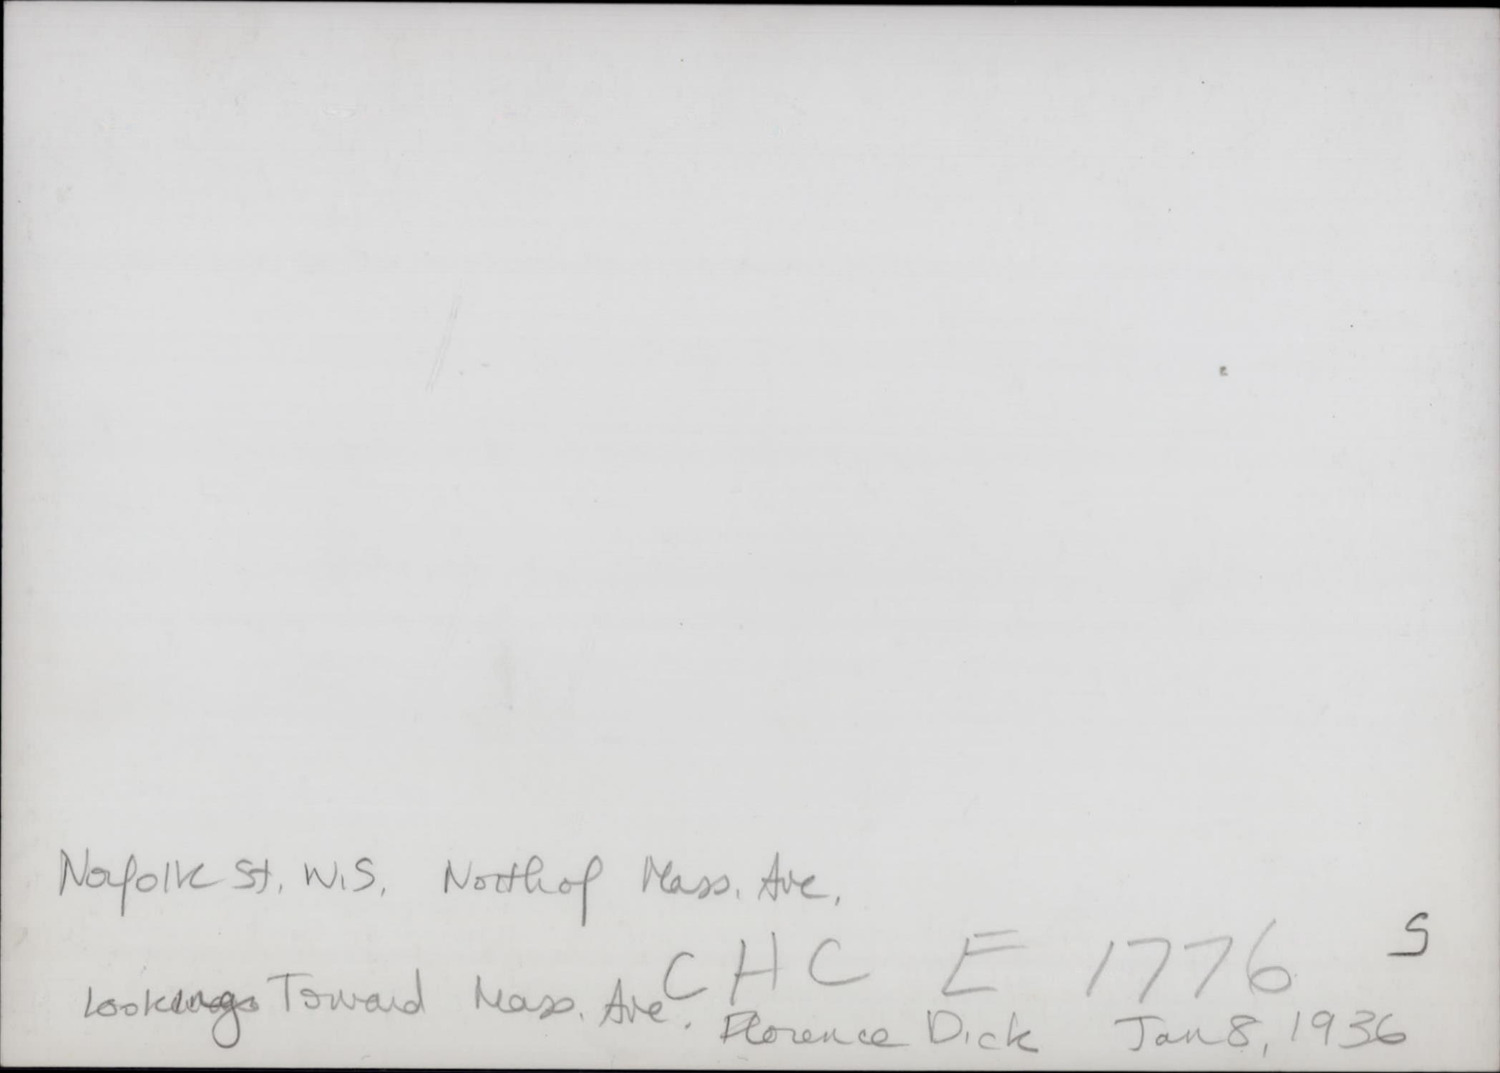 Norfolk St. W.S. North of Mass. Ave.
CHC E 1776 S
Looking Toward Mass. Ave.
Florence Dick Jan 8, 1936